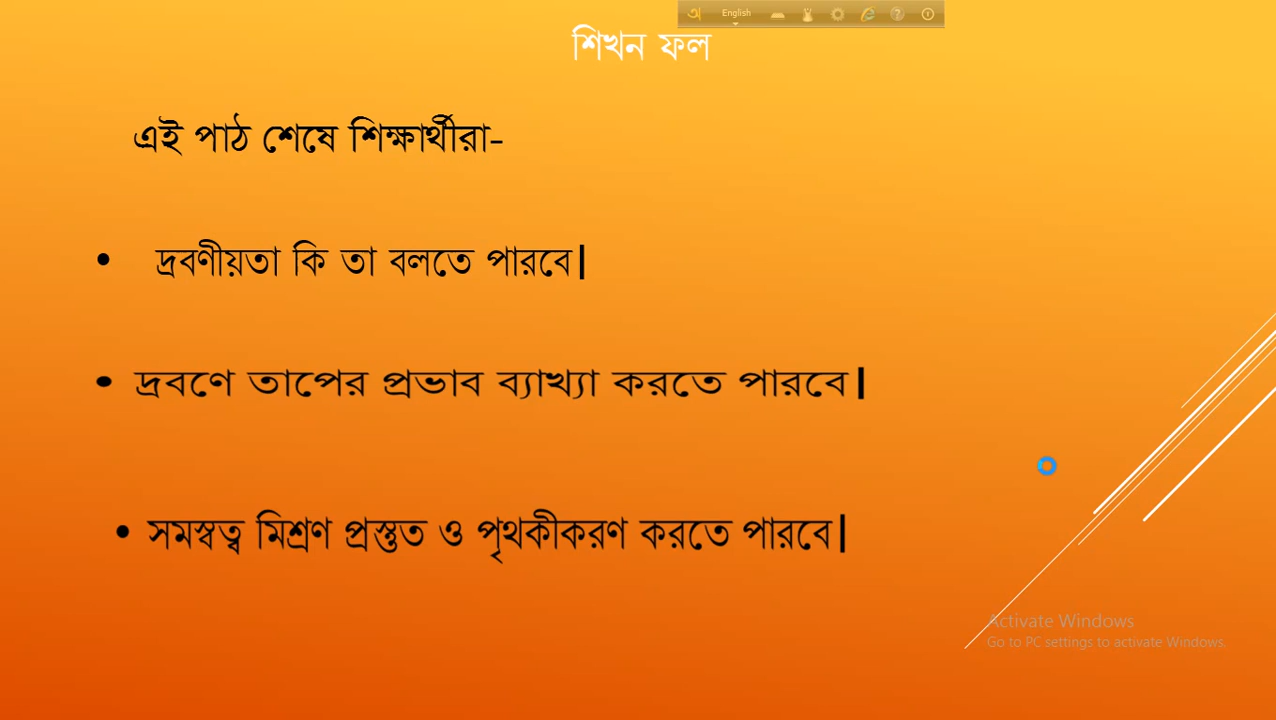 অ English
শিখন ফল
এই পাঠ শেষে শিক্ষার্থীরা-
• দ্রবণীয়তা কি তা বলতে পারবে|
• দ্রবণে তাপের প্রভাব ব্যাখ্যা করতে পারবে|
• সমস্বত্ব মিশ্রণ প্রস্তুত ও পৃথকীকরণ করতে পারবে|
Activate Windows
Go to PC settings to activate Windows.